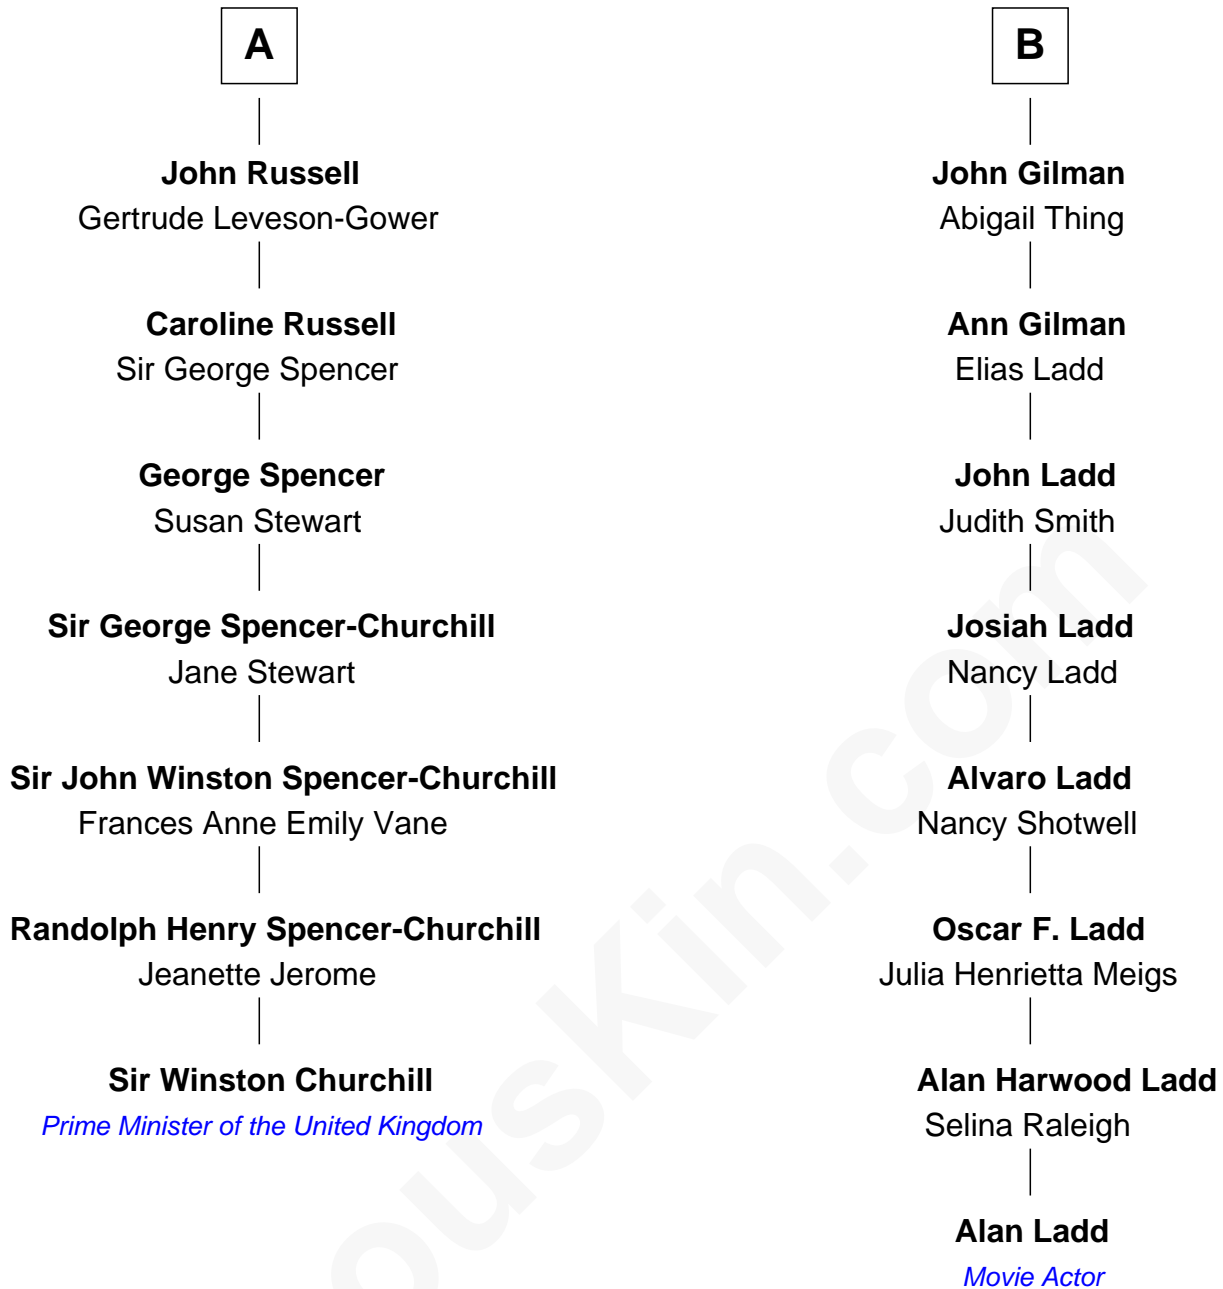 A
John Russell
Gertrude Leveson-Gower
Caroline Russell
Sir George Spencer
George Spencer
Susan Stewart
Sir George Spencer-Churchill
Jane Stewart
Sir John Winston Spencer-Churchill
Frances Anne Emily Vane
Randolph Henry Spencer-Churchill
Jeanette Jerome
Sir Winston Churchill
Prime Minister of the United Kingdom
B
John Gilman
Abigail Thing
Ann Gilman
Elias Ladd
John Ladd
Judith Smith
Josiah Ladd
Nancy Ladd
Alvaro Ladd
Nancy Shotwell
Oscar F. Ladd
Julia Henrietta Meigs
Alan Harwood Ladd
Selina Raleigh
Alan Ladd
Movie Actor
ousKin.com